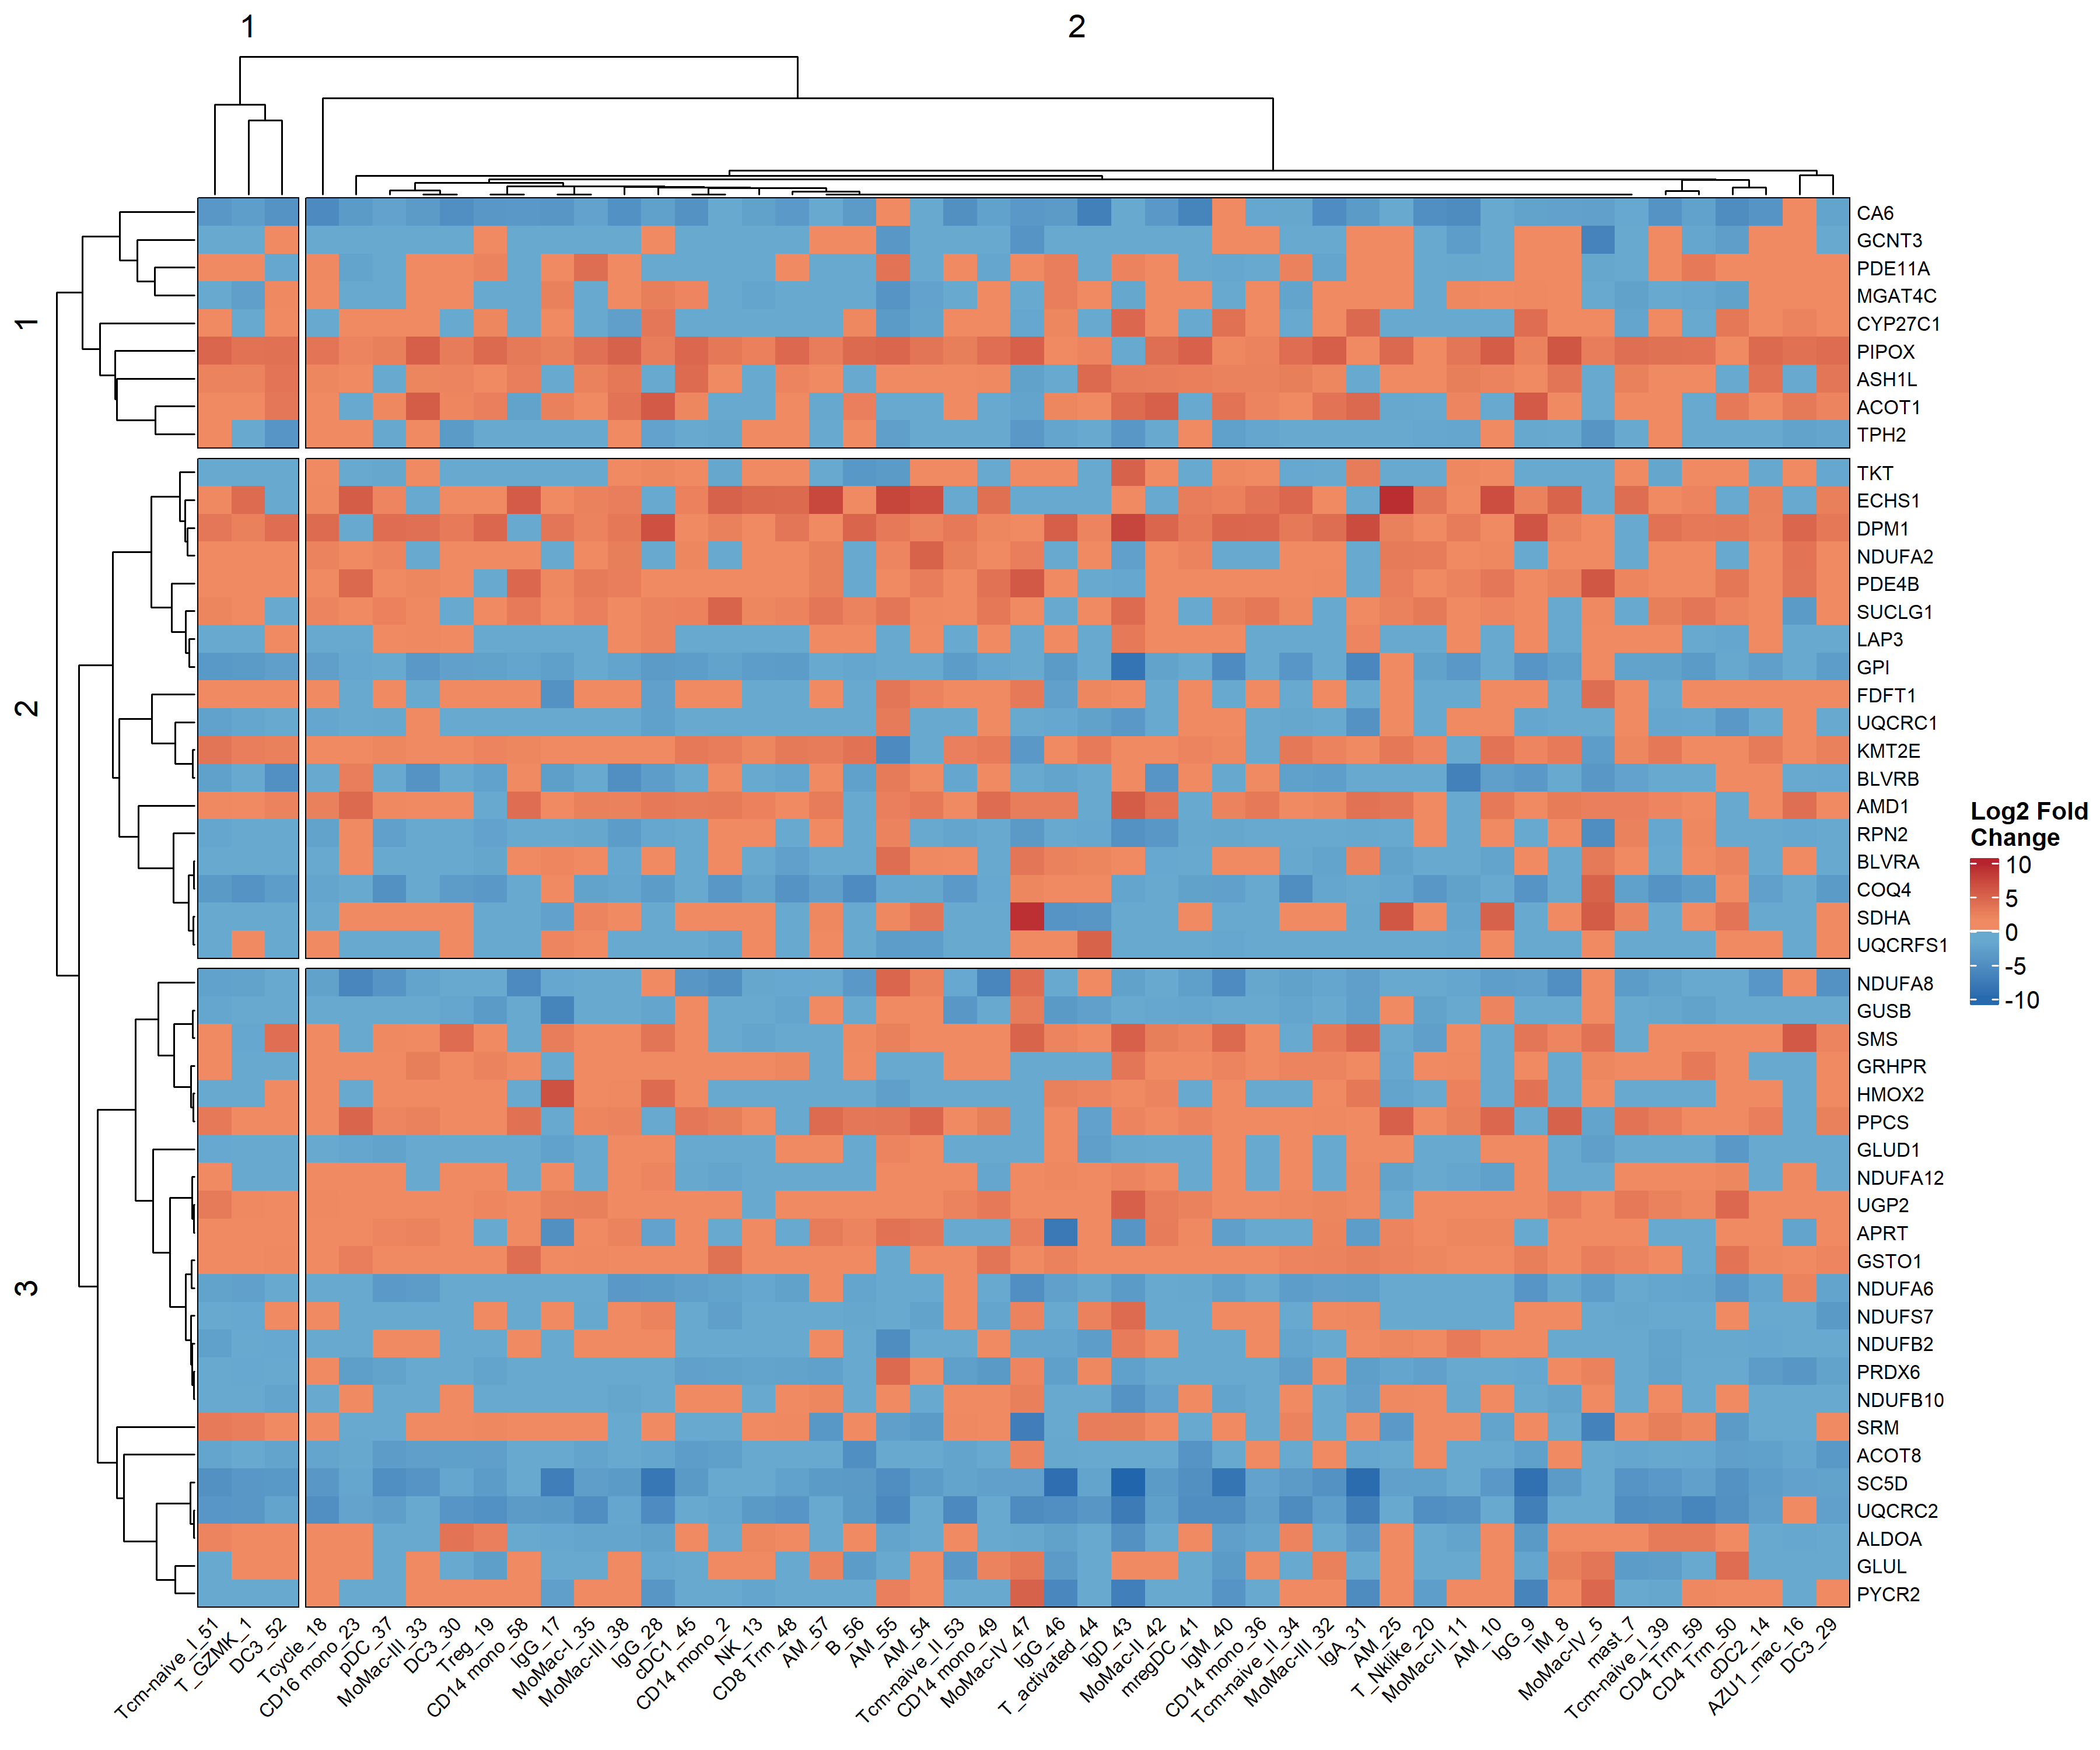 1
2
1
2
3
CA6
GCNT3
PDE11A
MGAT4C
CYP27C1
PIPOX
ASH1L
ACOT1
TPH2
TKT
ECHS1
DPM1
NDUFA2
PDE4B
SUCLG1
LAP3
GPI
FDFT1
UQCRC1
KMT2E
BLVRB
AMD1
RPN2
BLVRA
COQ4
SDHA
UQCRFS1
NDUFA8
GUSB
SMS
GRHPR
HMOX2
PPCS
GLUD1
NDUFA12
UGP2
APRT
GSTO1
NDUFA6
NDUFS7
NDUFB2
PRDX6
NDUFB10
SRM
ACOT8
SC5D
UQCRC2
ALDOA
GLUL
PYCR2
Tcm-naive_I_51
T_GZMK_1
DC3_52
Tcycle_18
CD16 mono_23
pDC_37
MoMac-III_33
DC3_30
Treg_19
CD14 mono_58
IgG_17
MoMac-I_35
MoMac-III_38
IgG_28
cDC1_45
CD14 mono_2
NK_13
CD8 Trm_48
AM_57
B_56
AM_55
AM_54
Tcm-naive_II_53
CD14 mono_49
MoMac-IV_47
IgG_46
T_activated_44
IgD_43
MoMac-II_42
mregDC_41
IgM_40
CD14 mono_36
Tcm-naive_II_34
MoMac-III_32
IgA_31
AM_25
T_Nklike_20
MoMac-II_11
AM_10
IgG_9
IM_8
MoMac-IV_5
mast_7
Tcm-naive_I_39
CD4 Trm_59
CD4 Trm_50
cDC2_14
AZU1_mac_16
DC3_29
Log2 Fold
Change
10
5
0
-5
-10